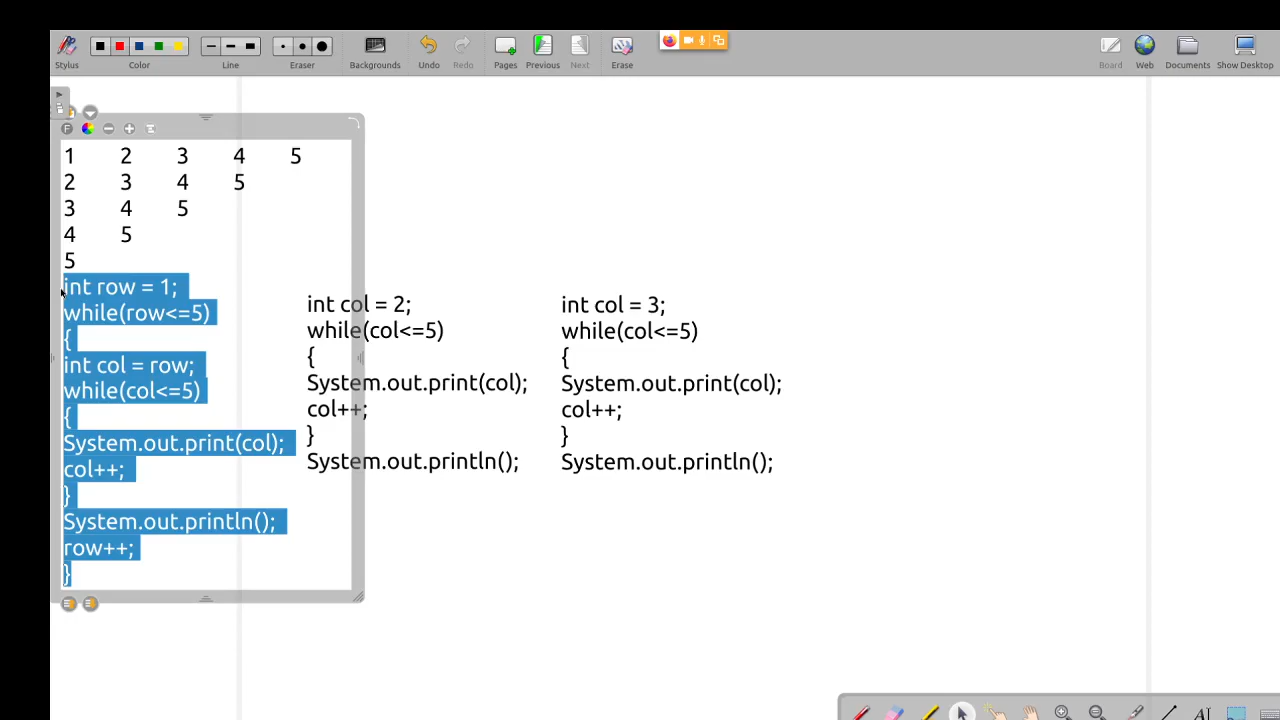 Stylus
Color
Line
Eraser
Backgrounds
Undo
Redo
Pages
Previous
Next
Erase
Board
Web
Documents
Show Desktop
F
1 2 3 4 5
2 3 4 5
3 4 5
4 5
5
int row = 1;
while(row<=5)
{
int col = row;
while(col<=5)
{
System.out.print(col);
col++;
}
System.out.println();
row++;
}
int col = 2;
while(col<=5)
{
System.out.print(col);
col++;
}
System.out.println();
int col = 3;
while(col<=5)
{
System.out.print(col);
col++;
}
System.out.println();